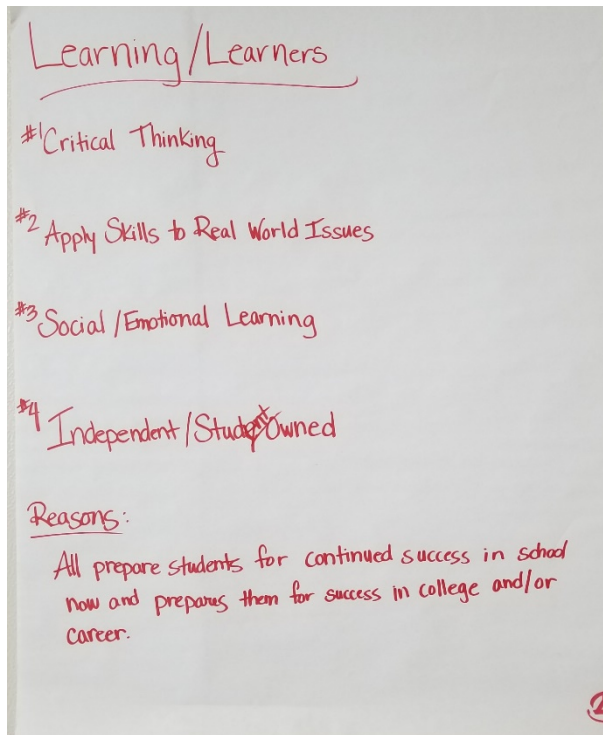 Learning/Learners
#1 Critical Thinking
#2 Apply Skills to Real World Issues
#3 Social/Emotional Learning
#4 Independent/Student Owned
Reasons:
All prepare students for continued success in school
now and prepares them for success in college and/or
career.